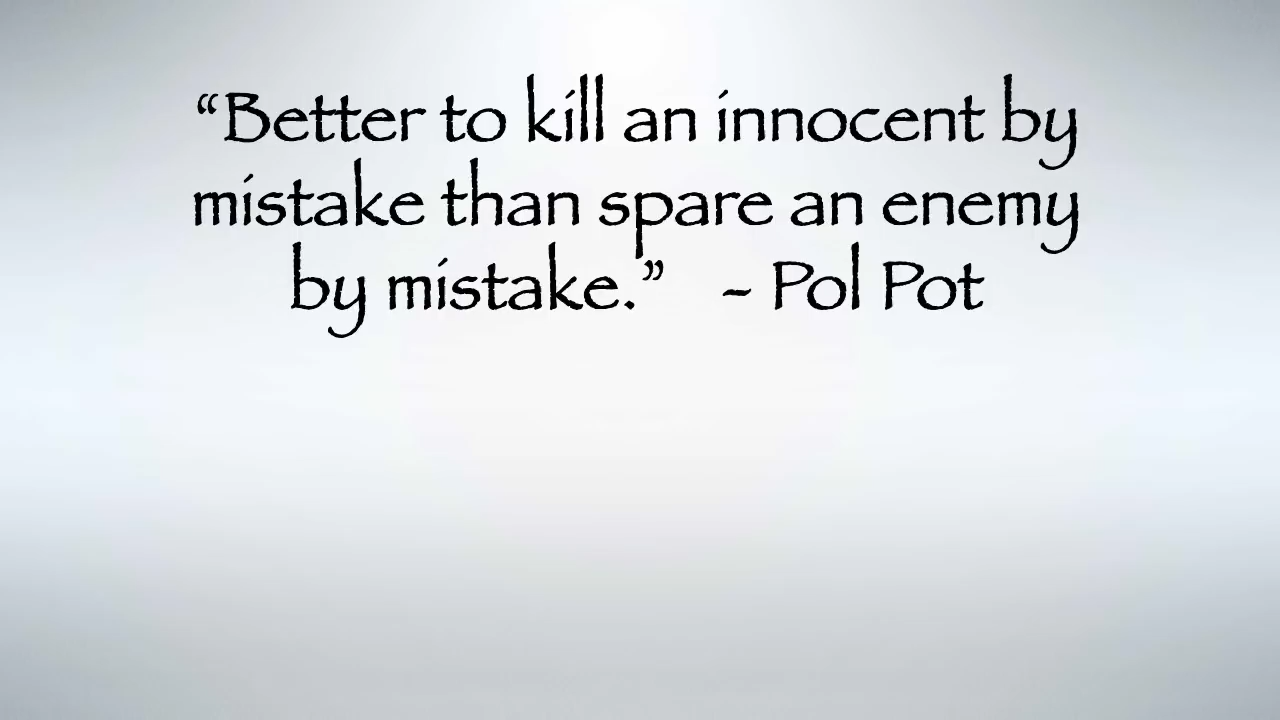 “Better to kill an innocent by
mistake than spare an enemy
by mistake.” - Pol Pot